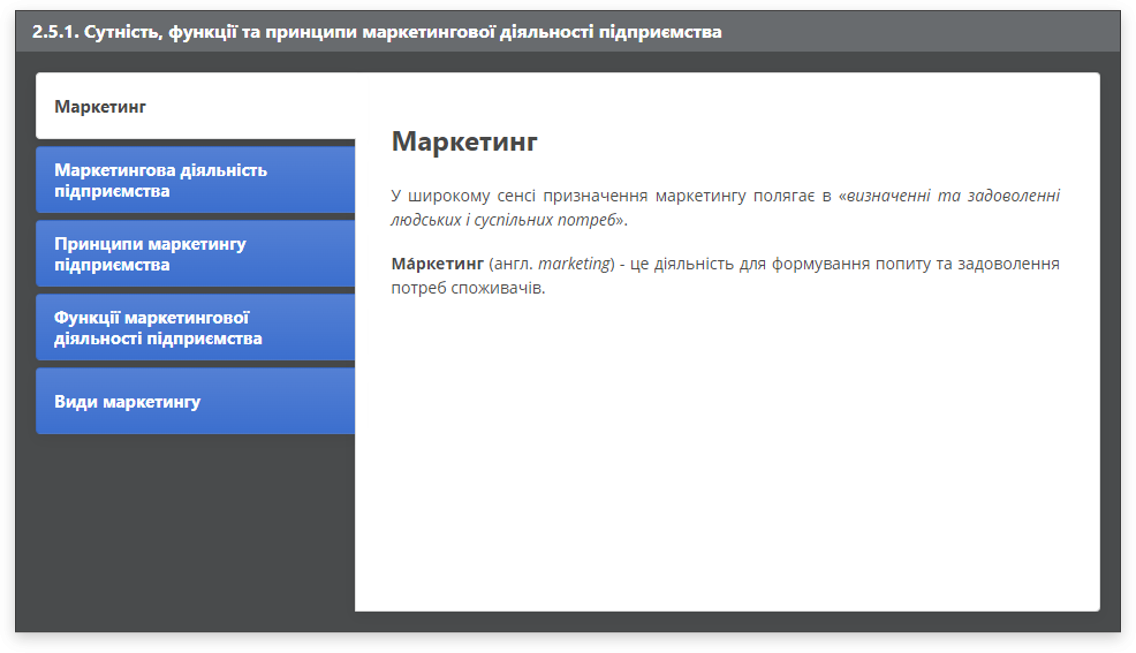 2.5.1. Сутність, функції та принципи маркетингової діяльності підприємства
Маркетинг
Маркетингова діяльність
підприємства
Принципи маркетингу
підприємства
Функції маркетингової
діяльності підприємства
Види маркетингу
Маркетинг
У широкому сенсі призначення маркетингу полягає в «визначенні та задоволенні
людських і суспільних потреб».
Ма́ркетинг (англ. marketing) - це діяльність для формування попиту та задоволення
потреб споживачів.